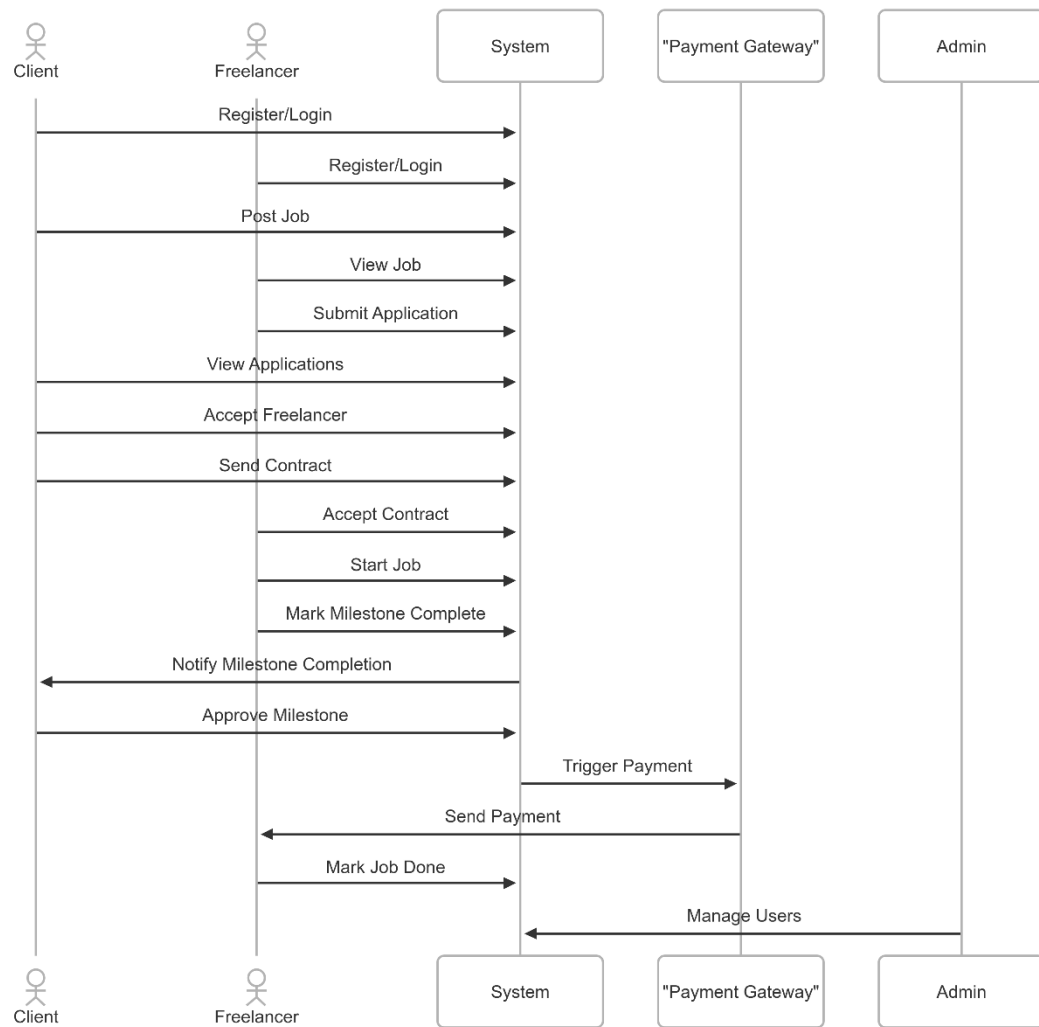 Client
Freelancer
System
"Payment Gateway"
Admin
Register/Login
Register/Login
Post Job
View Job
Submit Application
View Applications
Accept Freelancer
Send Contract
Accept Contract
Start Job
Mark Milestone Complete
Notify Milestone Completion
Approve Milestone
Trigger Payment
Send Payment
Mark Job Done
Manage Users
Client
Freelancer
System
"Payment Gateway"
Admin